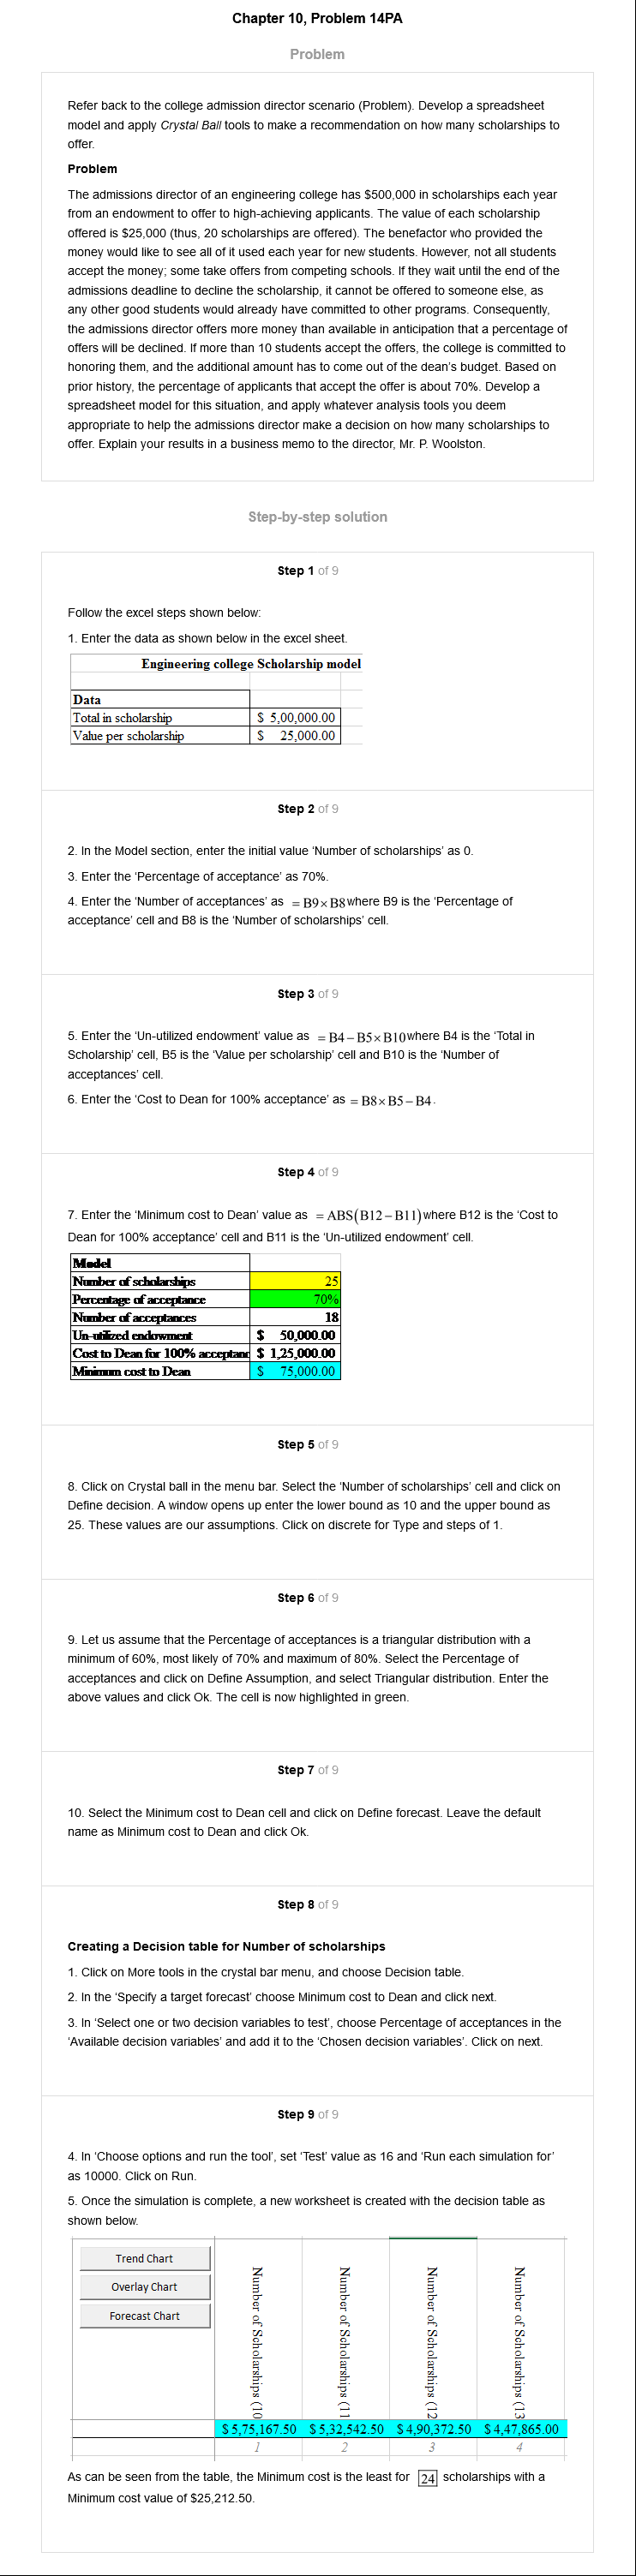 Chapter 10, Problem 14PA
Problem
Refer back to the college admission director scenario (Problem). Develop a spreadsheet
model and apply Crystal Ball tools to make a recommendation on how many scholarships to
offer.
Problem
The admissions director of an engineering college has $500,000 in scholarships each year
from an endowment to offer to high-achieving applicants. The value of each scholarship
offered is $25,000 (thus, 20 scholarships are offered). The benefactor who provided the
money would like to see all of it used each year for new students. However, not all students
accept the money; some take offers from competing schools. If they wait until the end of the
admissions deadline to decline the scholarship, it cannot be offered to someone else, as
any other good students would already have committed to other programs. Consequently,
the admissions director offers more money than available in anticipation that a percentage of
offers will be declined. If more than 10 students accept the offers, the college is committed to
honoring them, and the additional amount has to come out of the dean's budget. Based on
prior history, the percentage of applicants that accept the offer is about 70%. Develop a
spreadsheet model for this situation, and apply whatever analysis tools you deem
appropriate to help the admissions director make a decision on how many scholarships to
offer. Explain your results in a business memo to the director, Mr. P. Woolston.
Step-by-step solution
Step 1 of 9
Follow the excel steps shown below:
1. Enter the data as shown below in the excel sheet.
Engineering college Scholarship model
Data
Total in scholarship $ 5,00,000.00
Value per scholarship $ 25,000.00
Step 2 of 9
2. In the Model section, enter the initial value 'Number of scholarships' as 0.
3. Enter the 'Percentage of acceptance' as 70%.
4. Enter the 'Number of acceptances' as = B9×B8 where B9 is the 'Percentage of
acceptance' cell and B8 is the 'Number of scholarships' cell.
Step 3 of 9
5. Enter the 'Un-utilized endowment' value as = B4−B5×B10 where B4 is the 'Total in
Scholarship' cell, B5 is the 'Value per scholarship' cell and B10 is the 'Number of
acceptances' cell.
6. Enter the 'Cost to Dean for 100% acceptance' as = B8×B5−B4.
Step 4 of 9
7. Enter the 'Minimum cost to Dean' value as = ABS(B12−B11) where B12 is the 'Cost to
Dean for 100% acceptance' cell and B11 is the 'Un-utilized endowment' cell.
Model
Number of scholarships 25
Percentage of acceptance 70%
Number of acceptances 18
Un-utilized endowment $ 50,000.00
Cost to Dean for 100% acceptanc $ 1,25,000.00
Minimum cost to Dean $ 75,000.00
Step 5 of 9
8. Click on Crystal ball in the menu bar. Select the 'Number of scholarships' cell and click on
Define decision. A window opens up enter the lower bound as 10 and the upper bound as
25. These values are our assumptions. Click on discrete for Type and steps of 1.
Step 6 of 9
9. Let us assume that the Percentage of acceptances is a triangular distribution with a
minimum of 60%, most likely of 70% and maximum of 80%. Select the Percentage of
acceptances and click on Define Assumption, and select Triangular distribution. Enter the
above values and click Ok. The cell is now highlighted in green.
Step 7 of 9
10. Select the Minimum cost to Dean cell and click on Define forecast. Leave the default
name as Minimum cost to Dean and click Ok.
Step 8 of 9
Creating a Decision table for Number of scholarships
1. Click on More tools in the crystal bar menu, and choose Decision table.
2. In the 'Specify a target forecast' choose Minimum cost to Dean and click next.
3. In 'Select one or two decision variables to test', choose Percentage of acceptances in the
'Available decision variables' and add it to the 'Chosen decision variables'. Click on next.
Step 9 of 9
4. In 'Choose options and run the tool', set 'Test' value as 16 and 'Run each simulation for'
as 10000. Click on Run.
5. Once the simulation is complete, a new worksheet is created with the decision table as
shown below.
Trend Chart
Overlay Chart
Forecast Chart
Number of Scholarships (10
Number of Scholarships (11
Number of Scholarships (12
Number of Scholarships (13
$ 5,75,167.50 $ 5,32,542.50 $ 4,90,372.50 $ 4,47,865.00
1 2 3 4
As can be seen from the table, the Minimum cost is the least for 24 scholarships with a
Minimum cost value of $25,212.50.